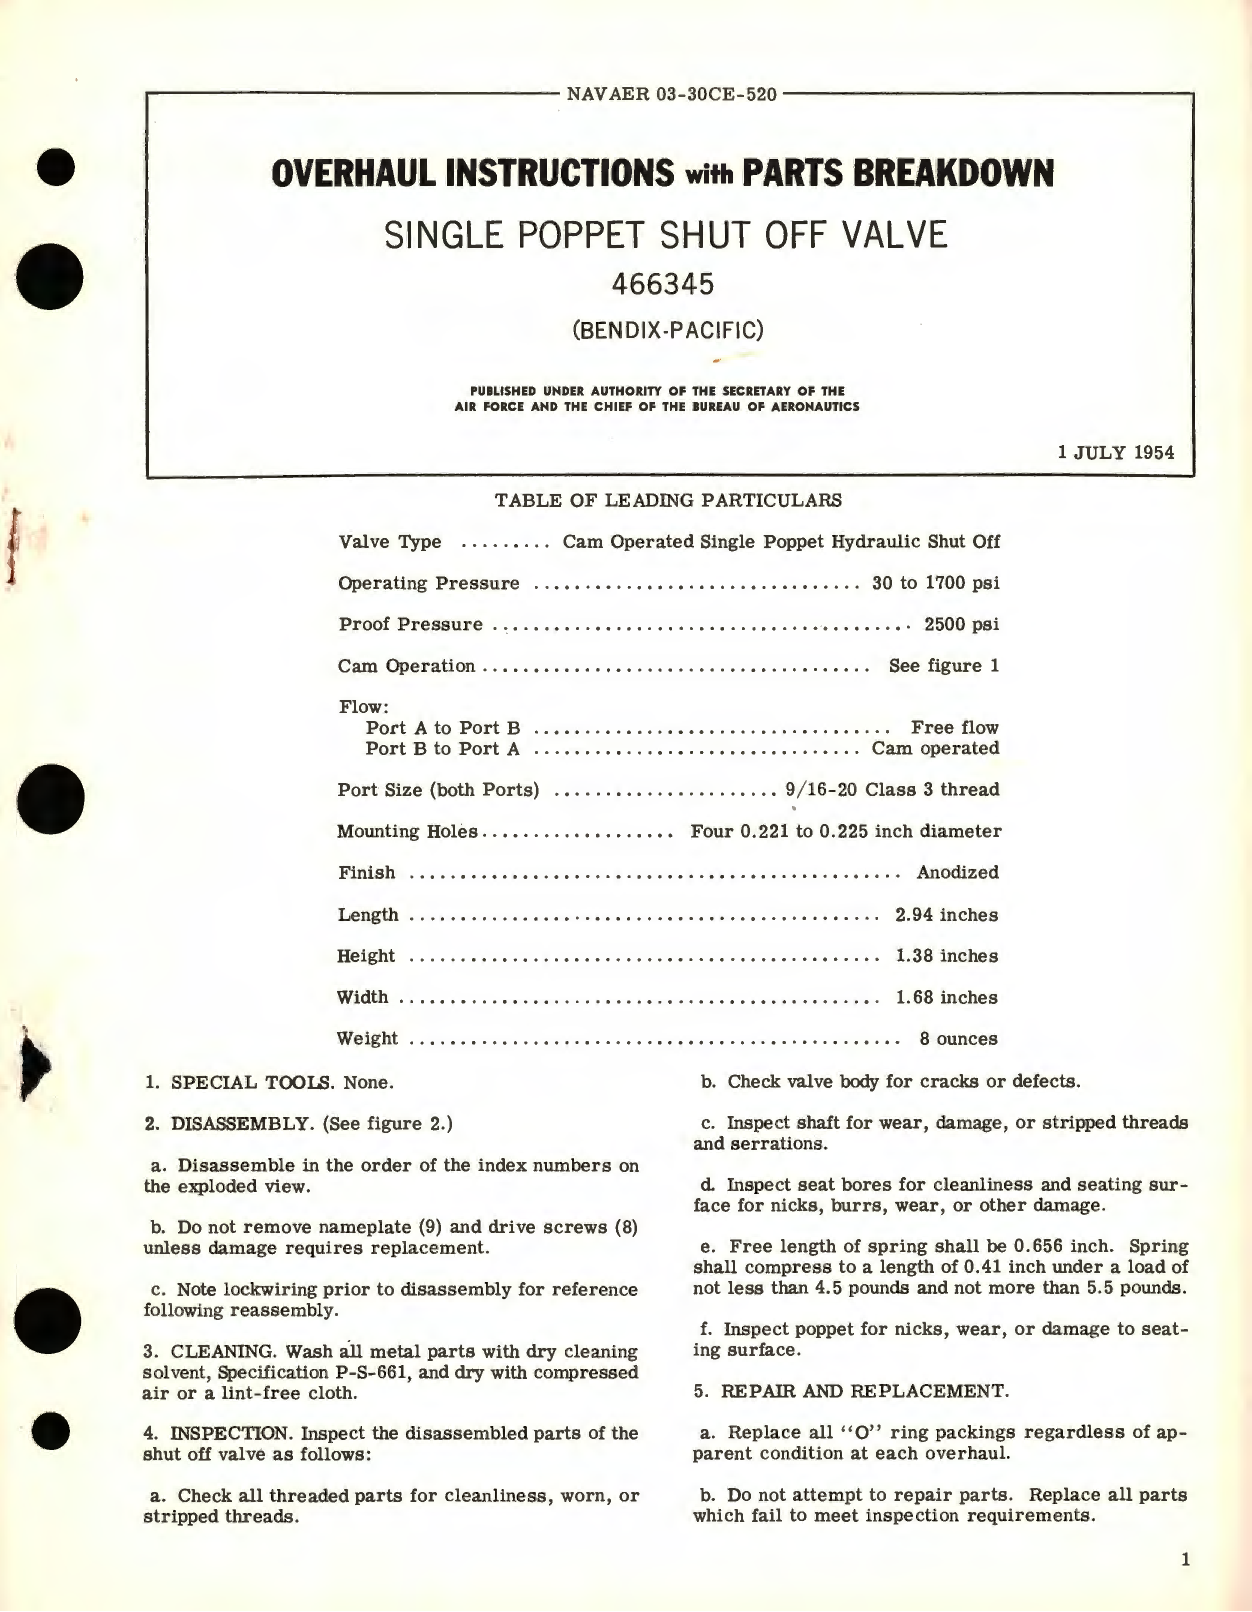 NAVAER 03-30CE-520
OVERHAUL INSTRUCTIONS with PARTS BREAKDOWN
SINGLE POPPET SHUT OFF VALVE
466345
(BENDIX-PACIFIC)
PUBLISHED UNDER AUTHORITY OF THE SECRETARY OF THE
AIR FORCE AND THE CHIEF OF THE BUREAU OF AERONAUTICS
1 JULY 1954
TABLE OF LEADING PARTICULARS
Valve Type ......... Cam Operated Single Poppet Hydraulic Shut Off
Operating Pressure ................................ 30 to 1700 psi
Proof Pressure ......................................... 2500 psi
Cam Operation ...................................... See figure 1
Flow:
Port A to Port B ................................... Free flow
Port B to Port A ................................ Cam operated
Port Size (both Ports) ...................... 9/16-20 Class 3 thread
Mounting Holes ................... Four 0.221 to 0.225 inch diameter
Finish ................................................ Anodized
Length .............................................. 2.94 inches
Height .............................................. 1.38 inches
Width ............................................... 1.68 inches
Weight ................................................ 8 ounces
1. SPECIAL TOOLS. None.
2. DISASSEMBLY. (See figure 2.)
a. Disassemble in the order of the index numbers on
the exploded view.
b. Do not remove nameplate (9) and drive screws (8)
unless damage requires replacement.
c. Note lockwiring prior to disassembly for reference
following reassembly.
3. CLEANING. Wash all metal parts with dry cleaning
solvent, Specification P-S-661, and dry with compressed
air or a lint-free cloth.
4. INSPECTION. Inspect the disassembled parts of the
shut off valve as follows:
a. Check all threaded parts for cleanliness, worn, or
stripped threads.
b. Check valve body for cracks or defects.
c. Inspect shaft for wear, damage, or stripped threads
and serrations.
d. Inspect seat bores for cleanliness and seating sur-
face for nicks, burrs, wear, or other damage.
e. Free length of spring shall be 0.656 inch. Spring
shall compress to a length of 0.41 inch under a load of
not less than 4.5 pounds and not more than 5.5 pounds.
f. Inspect poppet for nicks, wear, or damage to seat-
ing surface.
5. REPAIR AND REPLACEMENT.
a. Replace all "O" ring packings regardless of ap-
parent condition at each overhaul.
b. Do not attempt to repair parts. Replace all parts
which fail to meet inspection requirements.
1